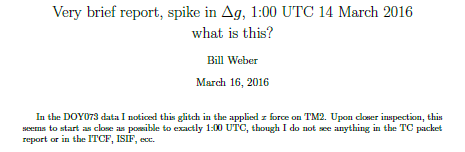 Very brief report, spike in Δg, 1:00 UTC 14 March 2016
what is this?
Bill Weber
March 16, 2016
In the DOY073 data I noticed this glitch in the applied x force on TM2. Upon closer inspection, this
seems to start as close as possible to exactly 1:00 UTC, though I do not see anything in the TC packet
report or in the ITCF, ISIF, ecc.